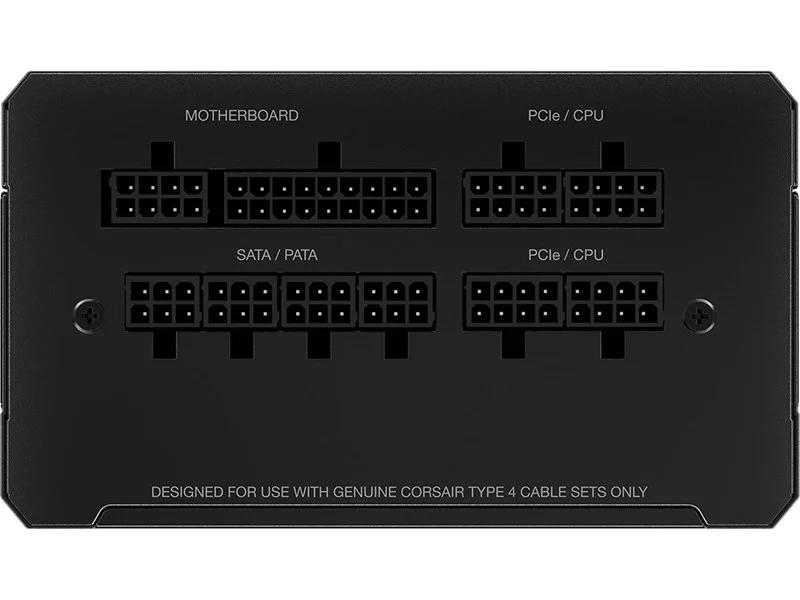 MOTHERBOARD
PCIe / CPU
SATA / PATA
PCIe / CPU
DESIGNED FOR USE WITH GENUINE CORSAIR TYPE 4 CABLE SETS ONLY